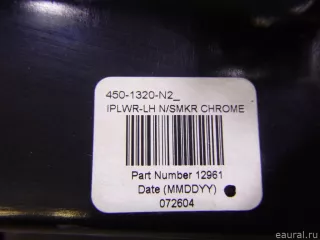 450-1320-N2_
IPLWR-LH N/SMKR CHROME
Part Number 12961
Date (MMDDYY)
072604
© eaural.ru